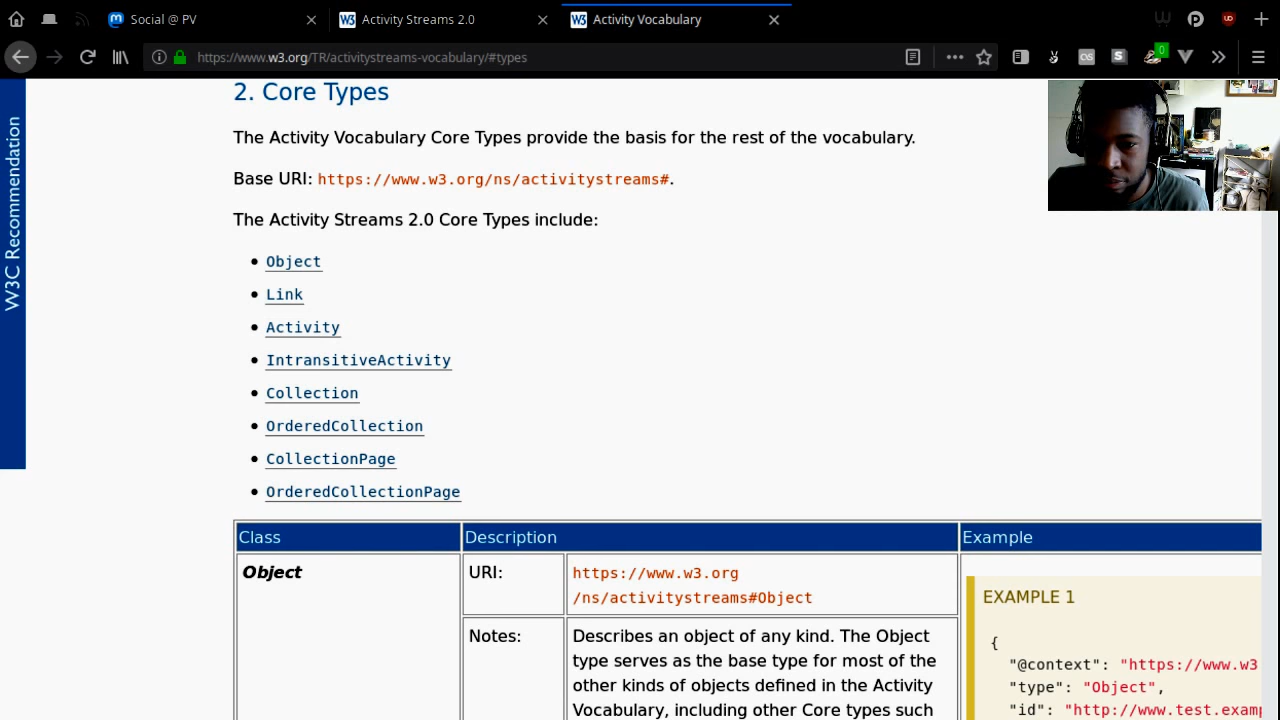 Social @ PV
Activity Streams 2.0
Activity Vocabulary
https://www.w3.org/TR/activitystreams-vocabulary/#types
0
W3C Recommendation
2. Core Types
The Activity Vocabulary Core Types provide the basis for the rest of the vocabulary.
Base URI: https://www.w3.org/ns/activitystreams#.
The Activity Streams 2.0 Core Types include:
• Object
• Link
• Activity
• IntransitiveActivity
• Collection
• OrderedCollection
• CollectionPage
• OrderedCollectionPage
Class Description Example
Object URI: https://www.w3.org
/ns/activitystreams#Object
EXAMPLE 1
Notes: Describes an object of any kind. The Object
type serves as the base type for most of the
other kinds of objects defined in the Activity
Vocabulary, including other Core types such
{
"@context": "https://www.w3
"type": "Object",
"id": "http://www.test.examp